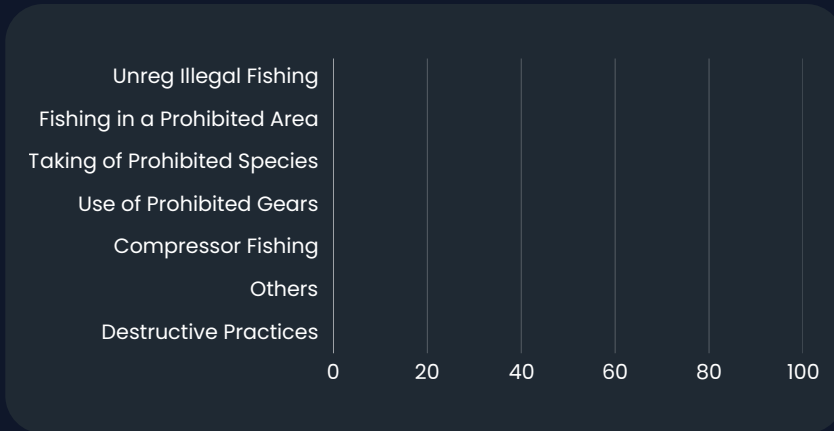 Unreg Illegal Fishing
Fishing in a Prohibited Area
Taking of Prohibited Species
Use of Prohibited Gears
Compressor Fishing
Others
Destructive Practices
0 20 40 60 80 100